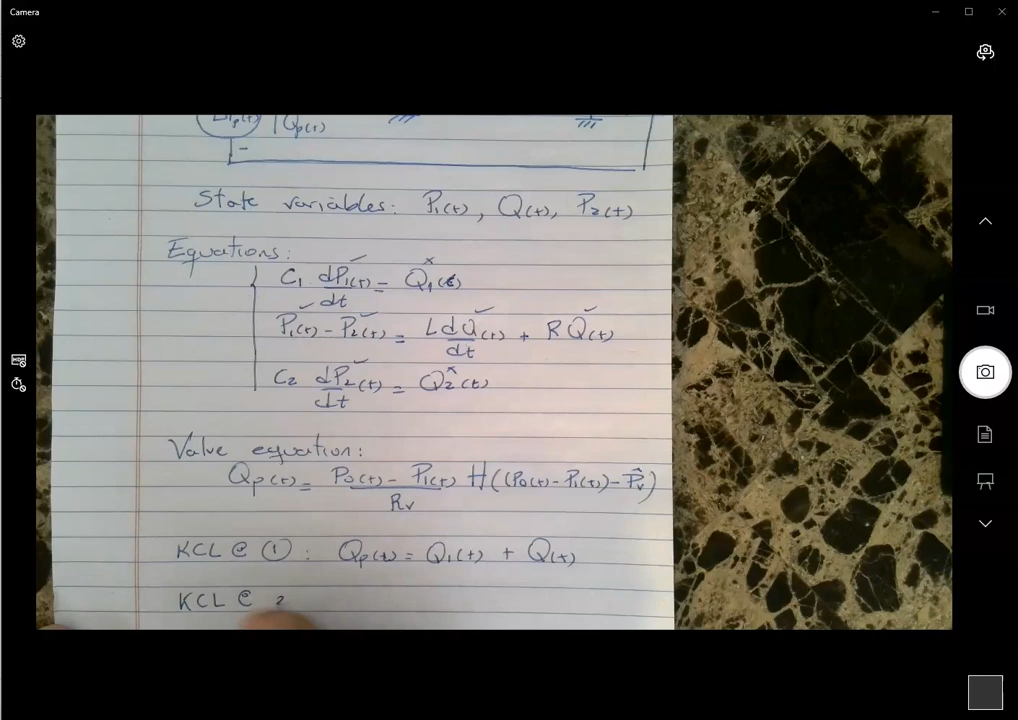 Camera
Qp(t)
State variables: P1(t), Q(t), P2(t)
Equations:
C1 dP1(t)/dt = Q1(t)
P1(t) - P2(t) = L dQ(t)/dt + R Q(t)
C2 dP2(t)/dt = Q2(t)
Valve equation:
Qp(t) = P0(t) - P1(t)/Rv H((P0(t) - P1(t)) - P̂v)
KCL @ ①: Qp(t) = Q1(t) + Q(t)
KCL @ 2